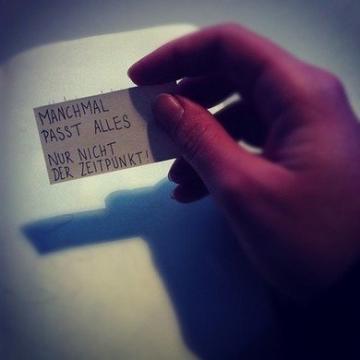 MANCHMAL
PASST ALLES
NUR NICHT
DER ZEITPUNKT!